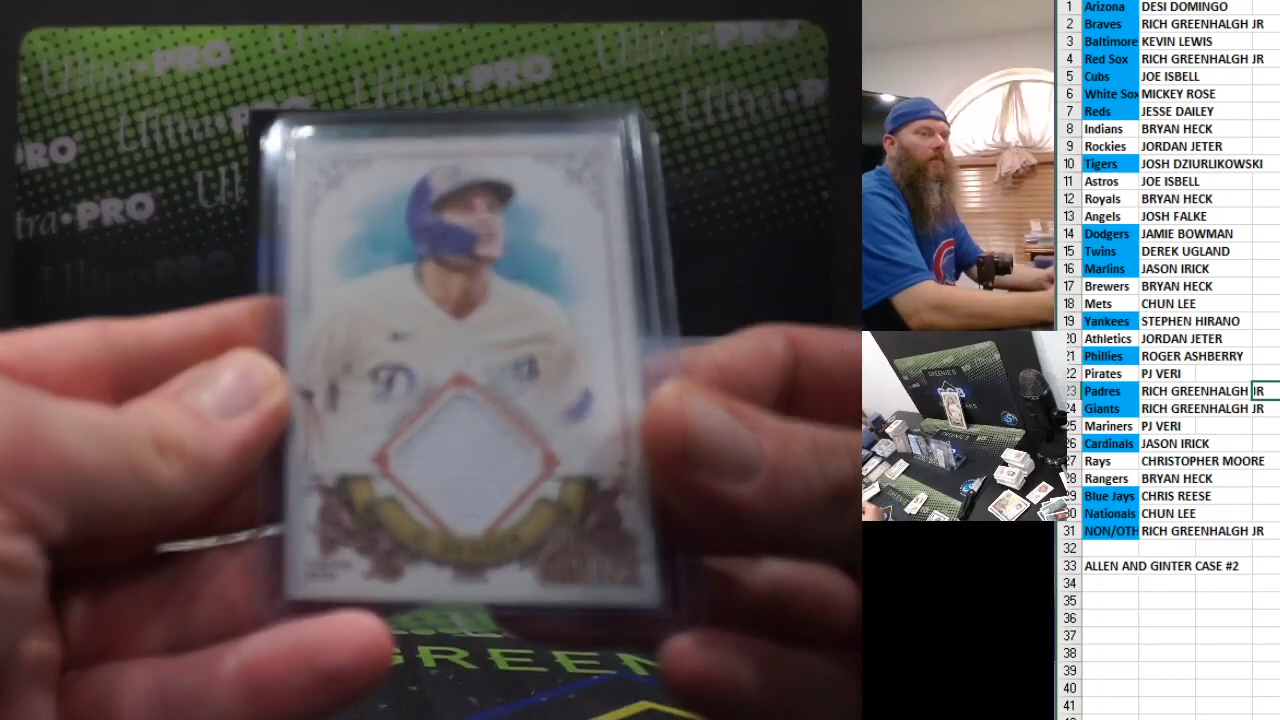 Ultra•PRO
Ultra•PRO
Ultra•PRO
Ultra•P
PRO
tra•PRO
GREEN
GREENIE'S
1 Arizona DESI DOMINGO
2 Braves RICH GREENHALGH JR
3 Baltimore KEVIN LEWIS
4 Red Sox RICH GREENHALGH JR
5 Cubs JOE ISBELL
6 White Sox MICKEY ROSE
7 Reds JESSE DAILEY
8 Indians BRYAN HECK
9 Rockies JORDAN JETER
10 Tigers JOSH DZIURLIKOWSKI
11 Astros JOE ISBELL
12 Royals BRYAN HECK
13 Angels JOSH FALKE
14 Dodgers JAMIE BOWMAN
15 Twins DEREK UGLAND
16 Marlins JASON IRICK
17 Brewers BRYAN HECK
18 Mets CHUN LEE
19 Yankees STEPHEN HIRANO
20 Athletics JORDAN JETER
21 Phillies ROGER ASHBERRY
22 Pirates PJ VERI
23 Padres RICH GREENHALGH JR
24 Giants RICH GREENHALGH JR
25 Mariners PJ VERI
26 Cardinals JASON IRICK
27 Rays CHRISTOPHER MOORE
28 Rangers BRYAN HECK
29 Blue Jays CHRIS REESE
30 Nationals CHUN LEE
31 NON/OTH RICH GREENHALGH JR
32
33 ALLEN AND GINTER CASE #2
34
35
36
37
38
39
40
41